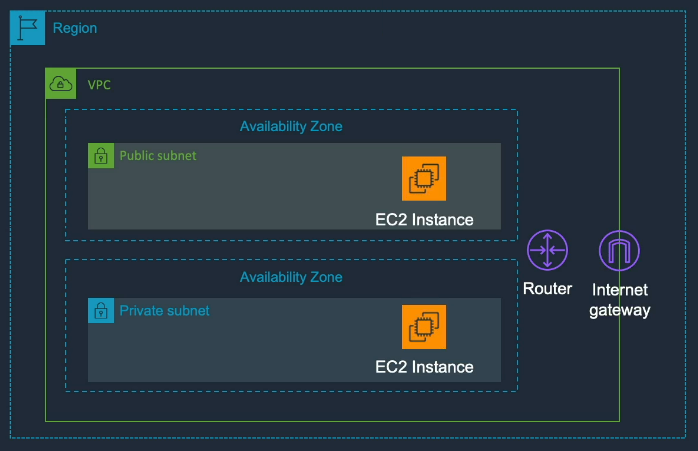 Region
VPC
Availability Zone
Public subnet
EC2 Instance
Availability Zone
Private subnet
EC2 Instance
Router
Internet
gateway